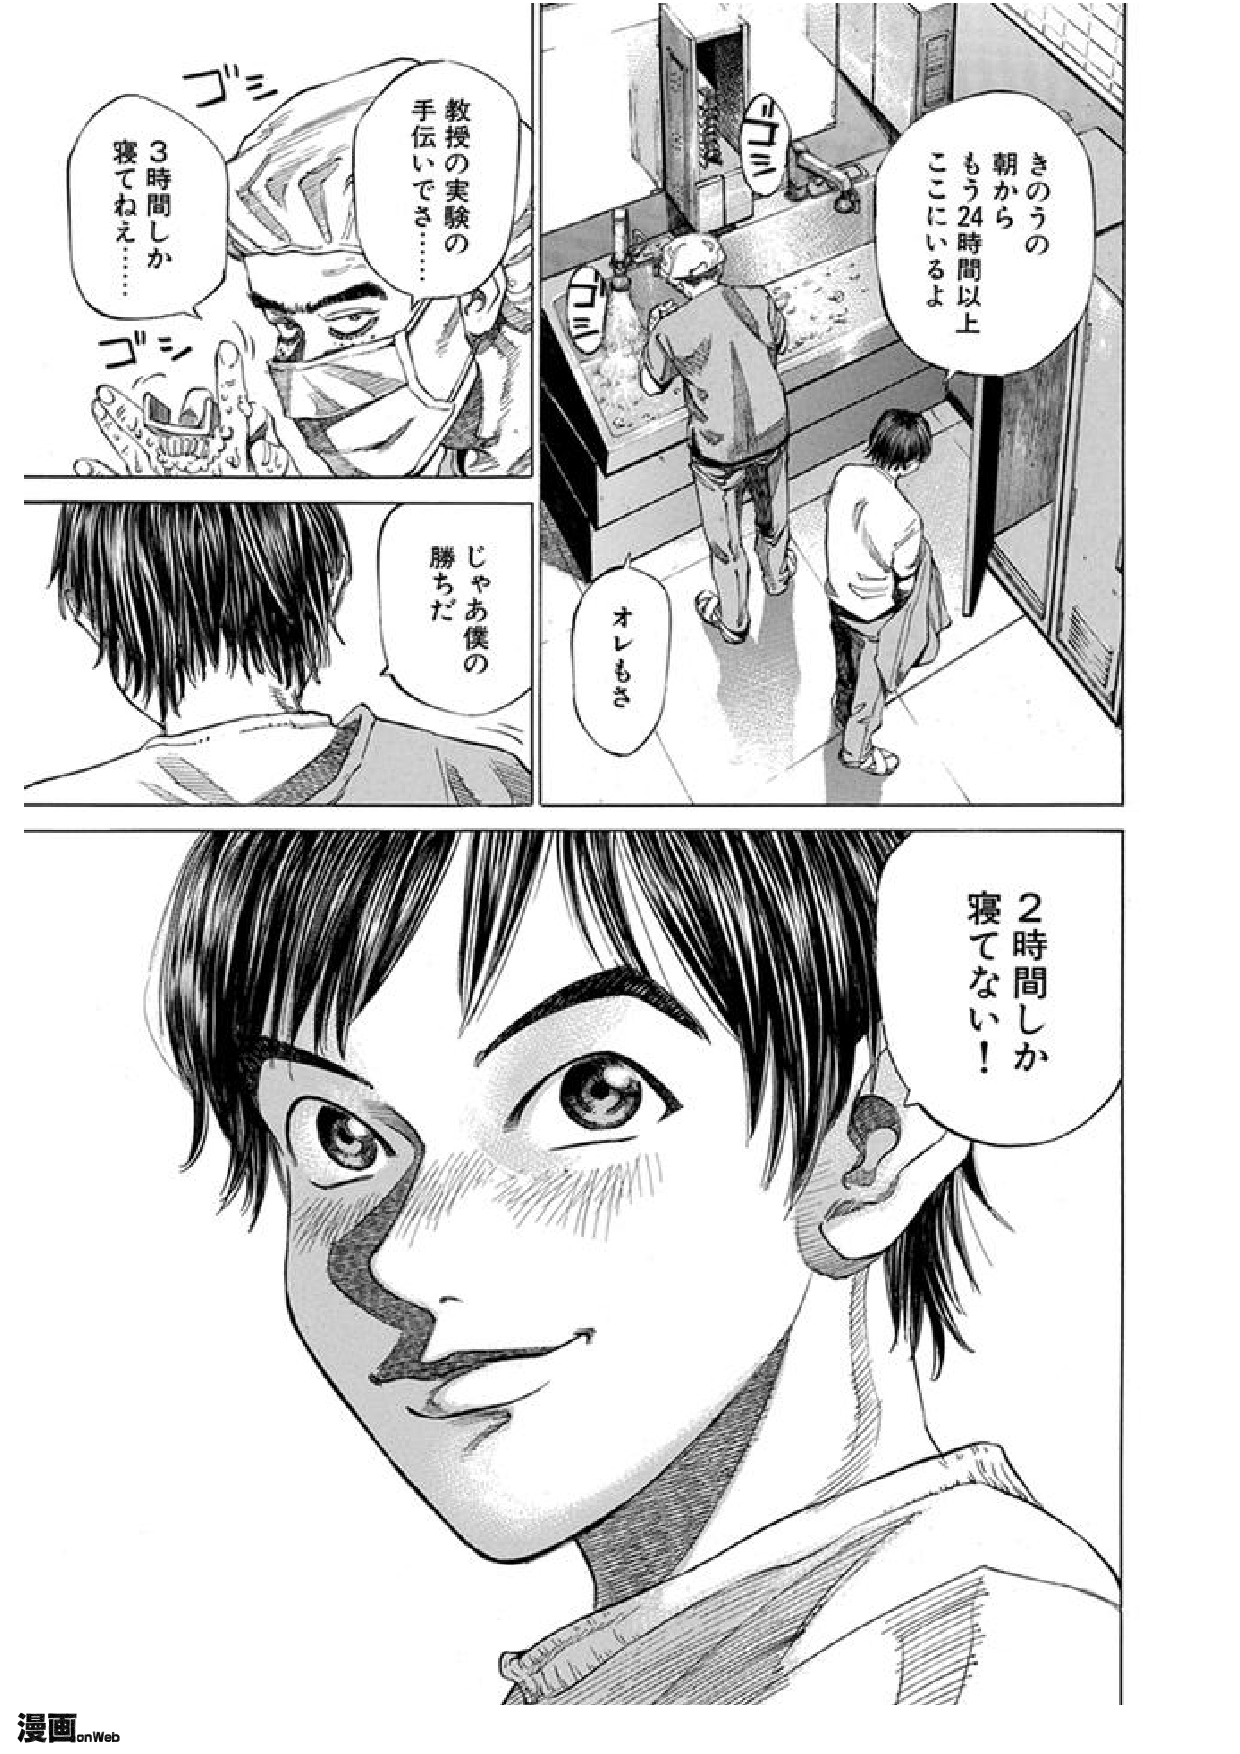 きのうの
朝から
もう24時間以上
ここにいるよ
ゴシ
ゴシ
オレもさ
教授の実験の
手伝いでさ……
ゴシ
3時間しか
寝てねえ……
ゴシ
じゃあ僕の
勝ちだ
2時間しか
寝てない!
漫画onWeb